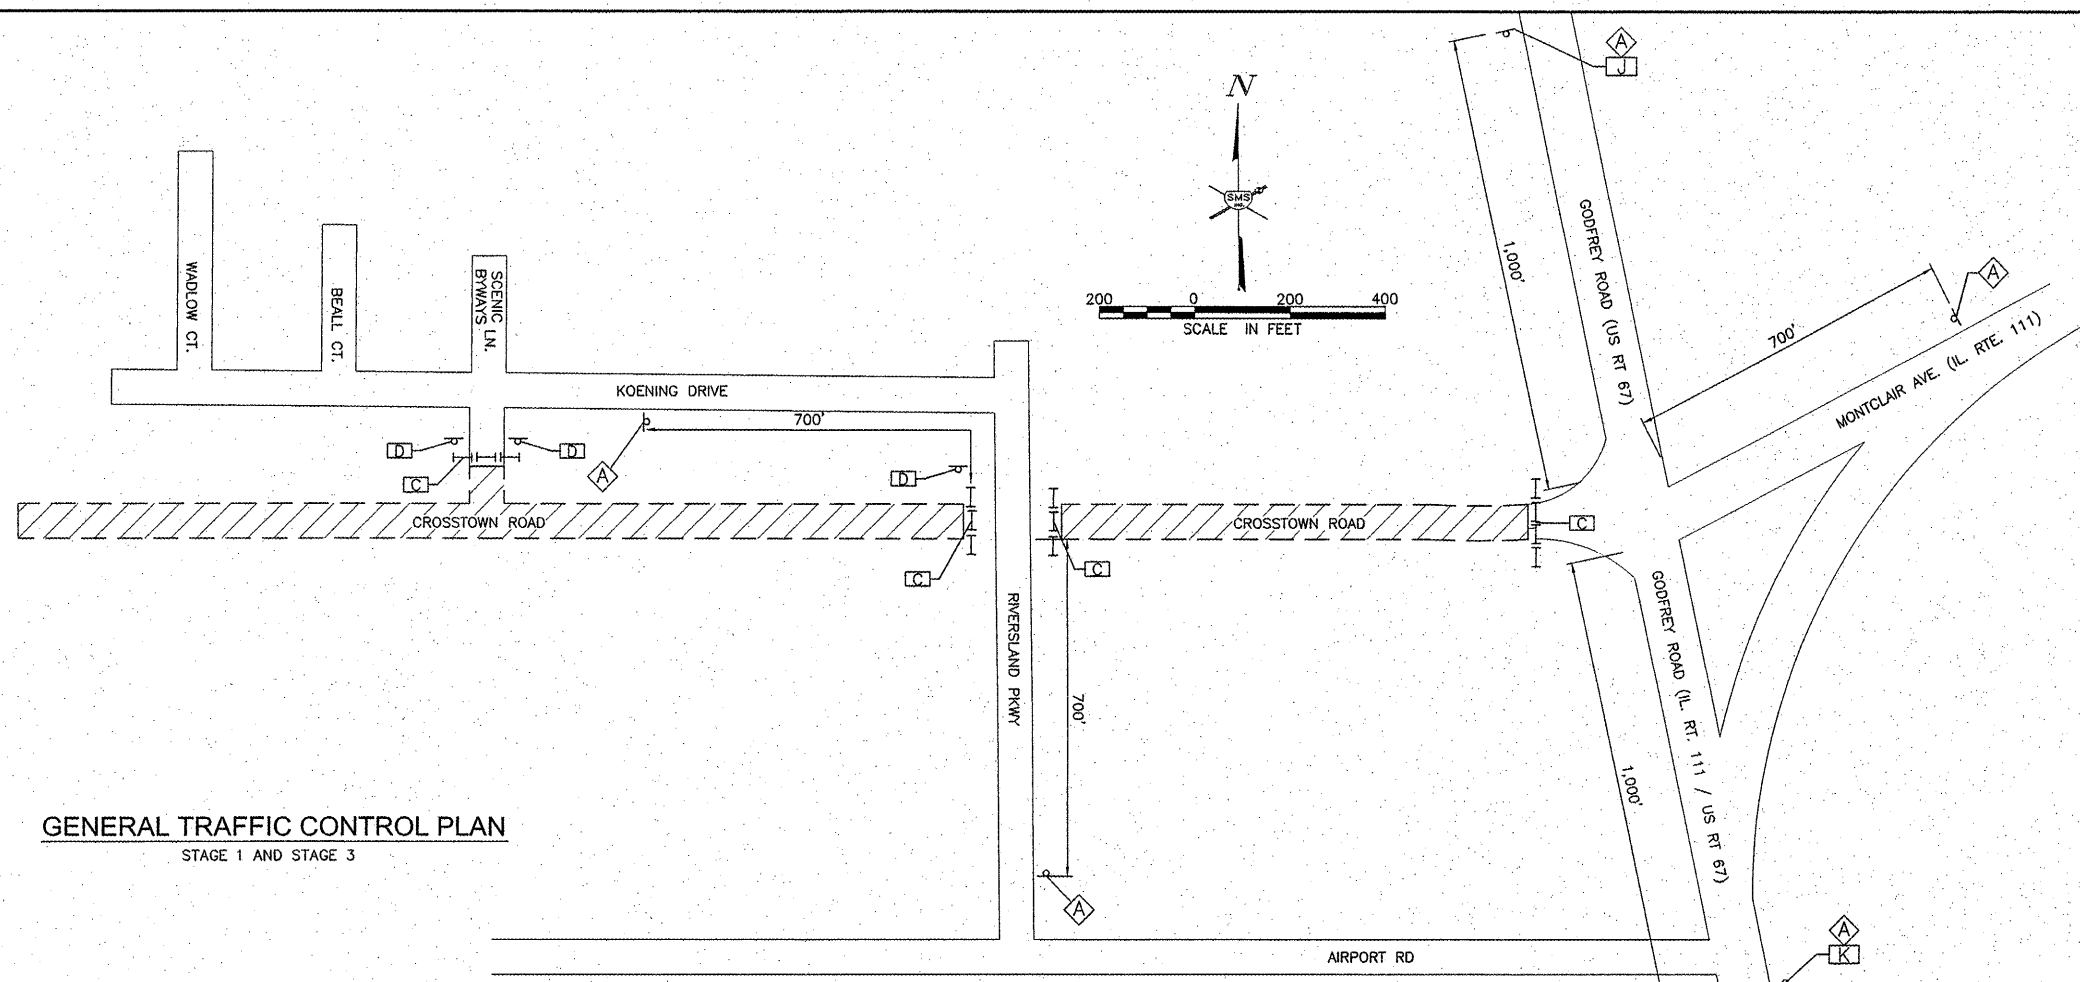 A
J
N
SMS
INC.
200 0 200 400
SCALE IN FEET
GODFREY ROAD (US RT 67)
1,000'
A
700'
MONTCLAIR AVE. (IL. RTE. 111)
WADLOW CT.
BEALL CT.
SCENIC LN.
BYWAYS
KOENING DRIVE
700'
D
D
C
A
D
CROSSTOWN ROAD
CROSSTOWN ROAD
C
C
C
RIVERSLAND PKWY
700'
GODFREY ROAD (IL. RT. 111 / US RT 67)
1,000'
GENERAL TRAFFIC CONTROL PLAN
STAGE 1 AND STAGE 3
A
AIRPORT RD
A
K